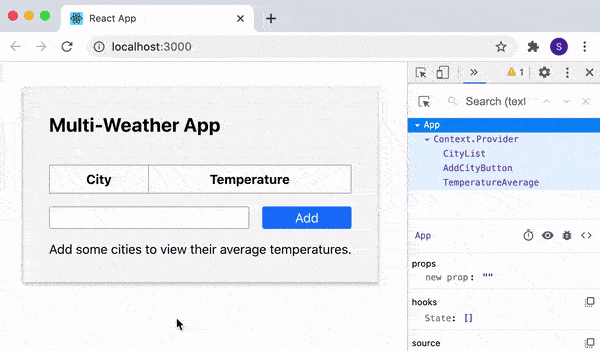 React App
localhost:3000
S
1
Search (text
Multi-Weather App
City Temperature
Add
Add some cities to view their average temperatures.
App
Context.Provider
CityList
AddCityButton
TemperatureAverage
App
props
new prop: ""
hooks
State: []
source